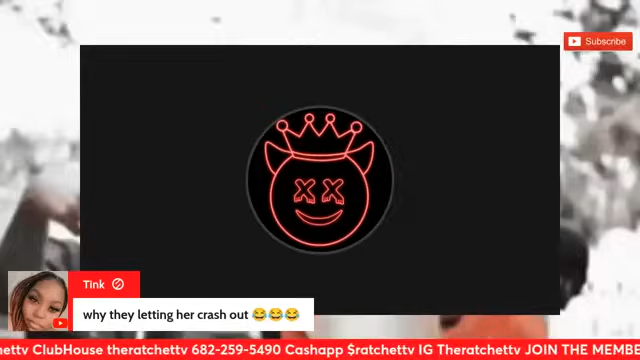 Subscribe
Tink
why they letting her crash out 😂😂😂
hettv ClubHouse theratchettv 682-259-5490 Cashapp $ratchettv IG Theratchettv JOIN THE MEMBE